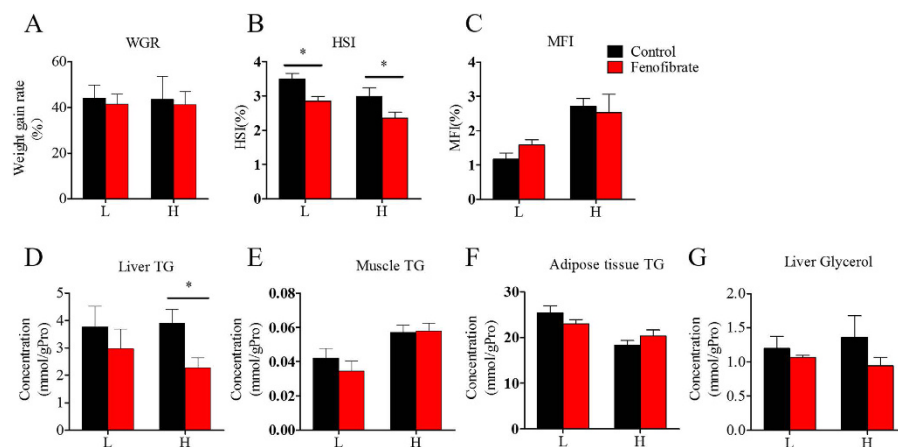 A
WGR
Weight gain rate
(%)
60
40
20
0
L
H
B
HSI
HSI(%)
4
3
2
1
0
*
*
L
H
C
MFI
MFI(%)
4
3
2
1
0
L
H
Control
Fenofibrate
D
Liver TG
Concentration
(mmol/gPro)
5
4
3
2
1
0
*
L
H
E
Muscle TG
Concentration
(mmol/gPro)
0.08
0.06
0.04
0.02
0.00
L
H
F
Adipose tissue TG
Concentration
(mmol/gPro)
30
20
10
0
L
H
G
Liver Glycerol
Concentration
(mmol/gPro)
2.0
1.5
1.0
0.5
0.0
L
H